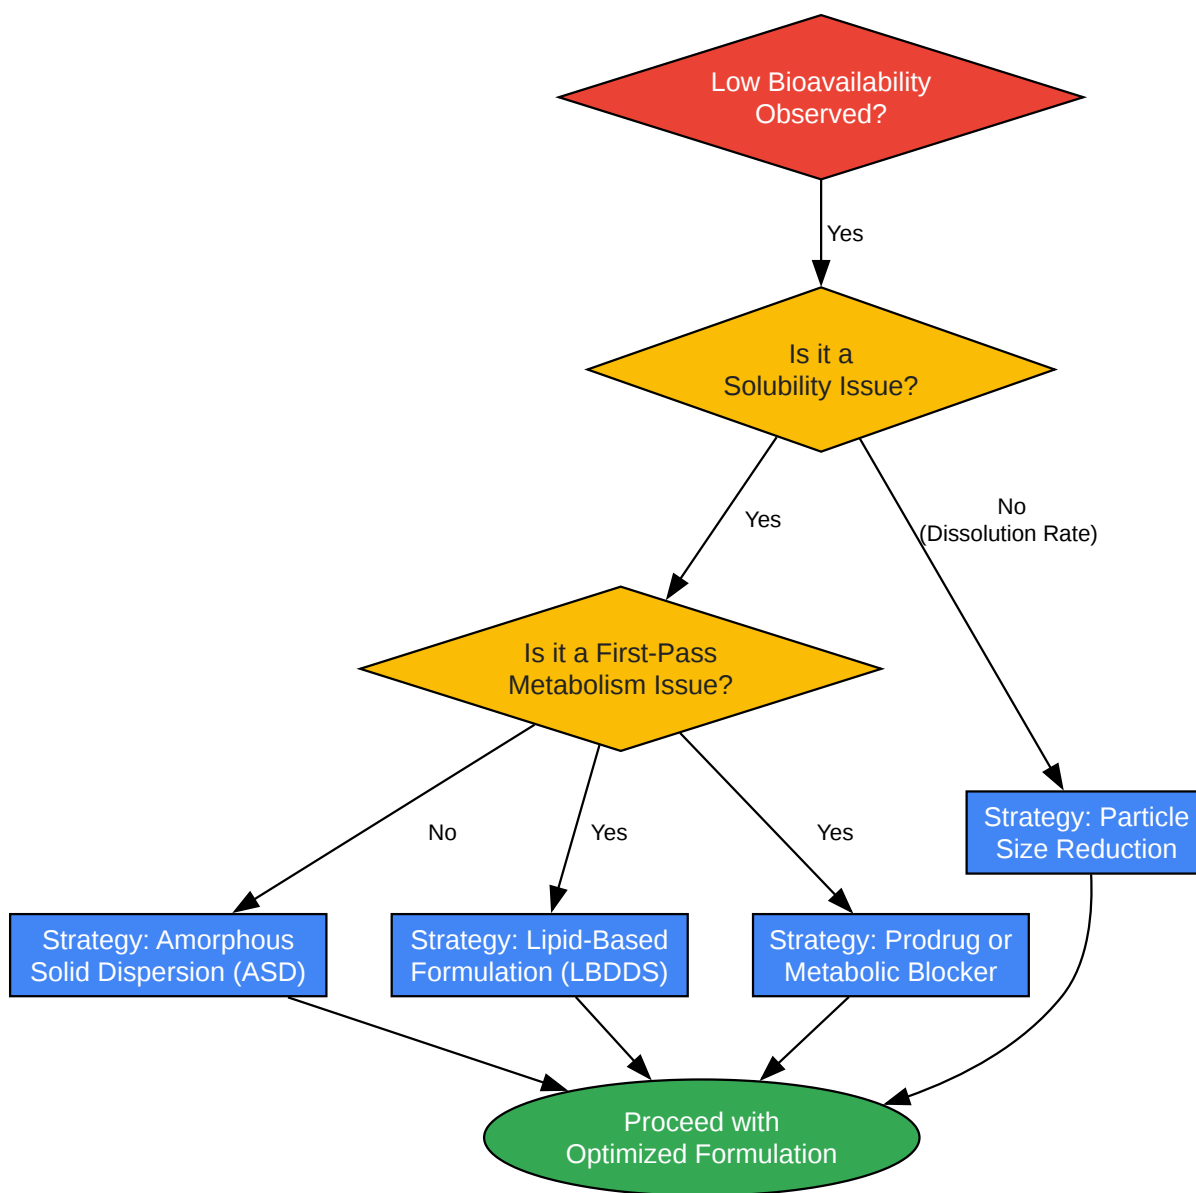 Low Bioavailability
Observed?
Yes
Is it a
Solubility Issue?
Yes
No
(Dissolution Rate)
Is it a First-Pass
Metabolism Issue?
No
Yes
Yes
Strategy: Particle
Size Reduction
Strategy: Amorphous
Solid Dispersion (ASD)
Strategy: Lipid-Based
Formulation (LBDDS)
Strategy: Prodrug or
Metabolic Blocker
Proceed with
Optimized Formulation